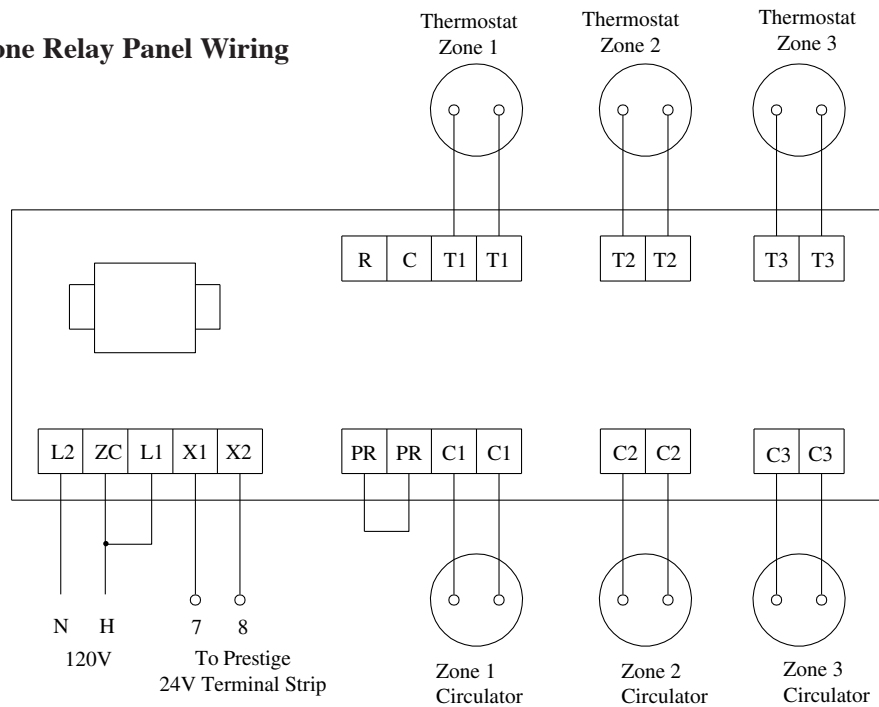 Thermostat Thermostat Thermostat
Zone 1 Zone 2 Zone 3
one Relay Panel Wiring
R C T1 T1 T2 T2 T3 T3
L2 ZC L1 X1 X2 PR PR C1 C1 C2 C2 C3 C3
N H 7 8
120V To Prestige
24V Terminal Strip
Zone 1 Zone 2 Zone 3
Circulator Circulator Circulator